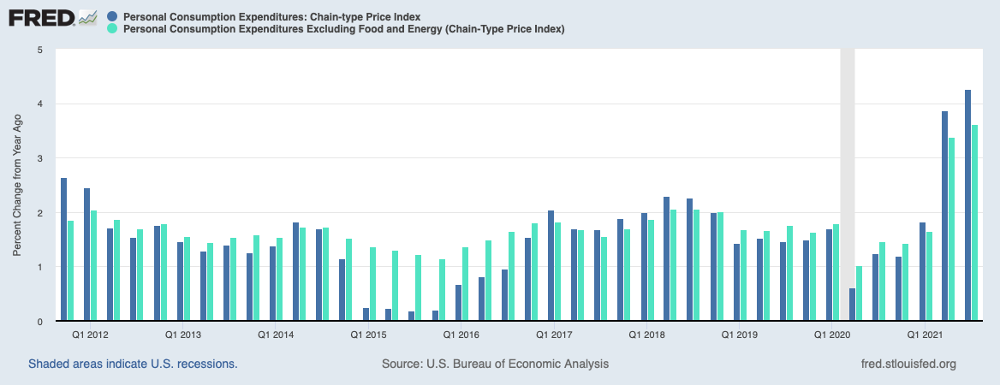 FRED
Personal Consumption Expenditures: Chain-type Price Index
Personal Consumption Expenditures Excluding Food and Energy (Chain-Type Price Index)
Percent Change from Year Ago
5
4
3
2
1
0
Q1 2012 Q1 2013 Q1 2014 Q1 2015 Q1 2016 Q1 2017 Q1 2018 Q1 2019 Q1 2020 Q1 2021
Shaded areas indicate U.S. recessions. Source: U.S. Bureau of Economic Analysis fred.stlouisfed.org